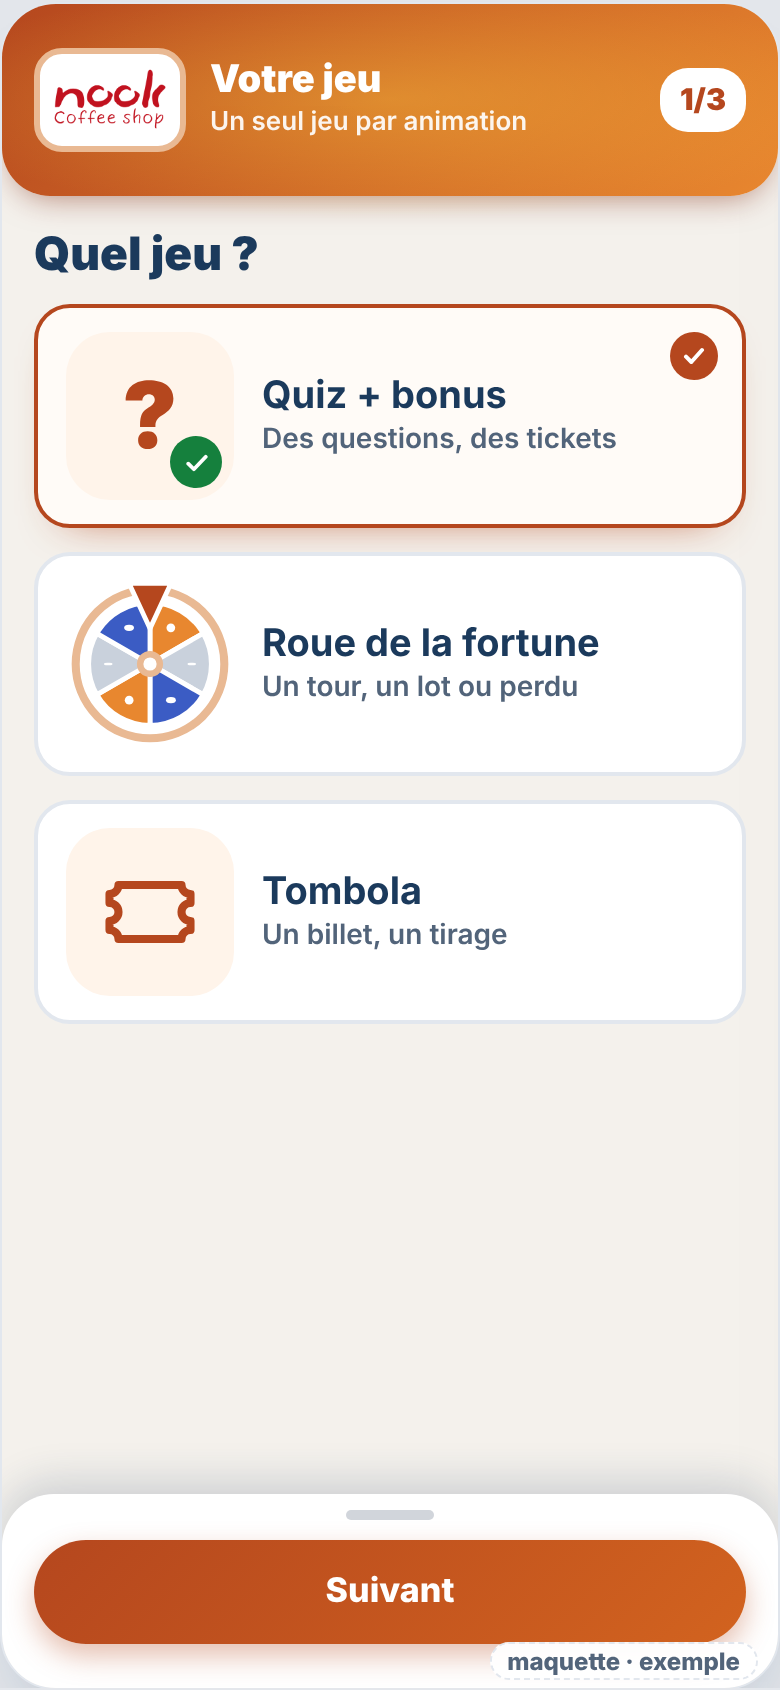 nook
Coffee shop
Votre jeu
Un seul jeu par animation
1/3
Quel jeu ?
?
Quiz + bonus
Des questions, des tickets
Roue de la fortune
Un tour, un lot ou perdu
Tombola
Un billet, un tirage
Suivant
maquette · exemple